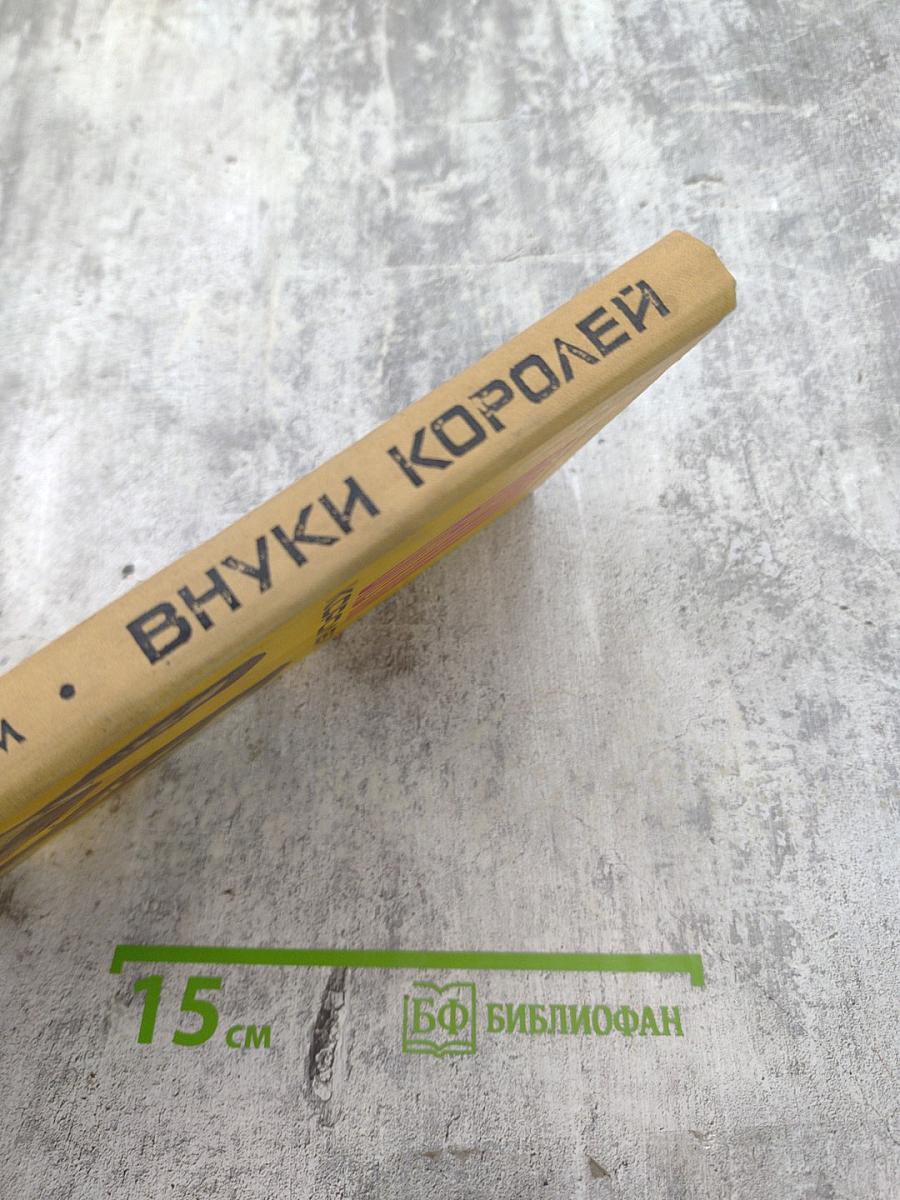 и • ВНУКИ КОРОЛЕЙ
15 см
БФ БИБЛИОФАН